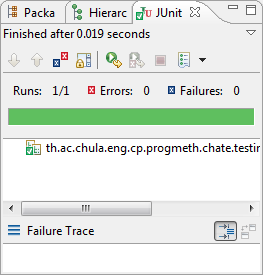 Packa Hierarc JUnit
Finished after 0.019 seconds
Runs: 1/1 Errors: 0 Failures: 0
th.ac.chula.eng.cp.progmeth.chate.testin
Failure Trace